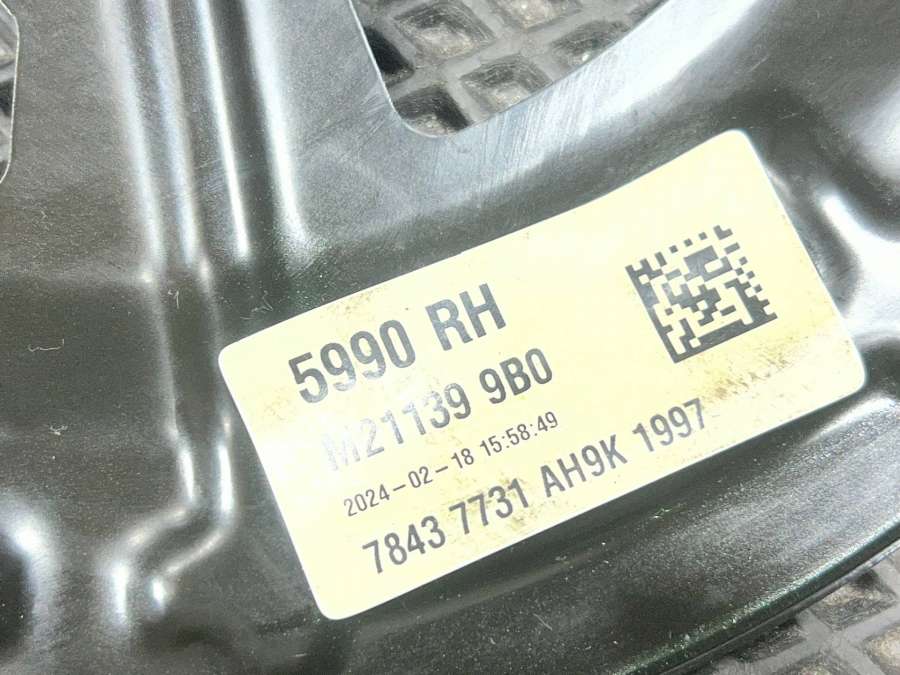 5990 RH
M21139 9B0
2024-02-18 15:58:49
7843 7731 AH9K 1997